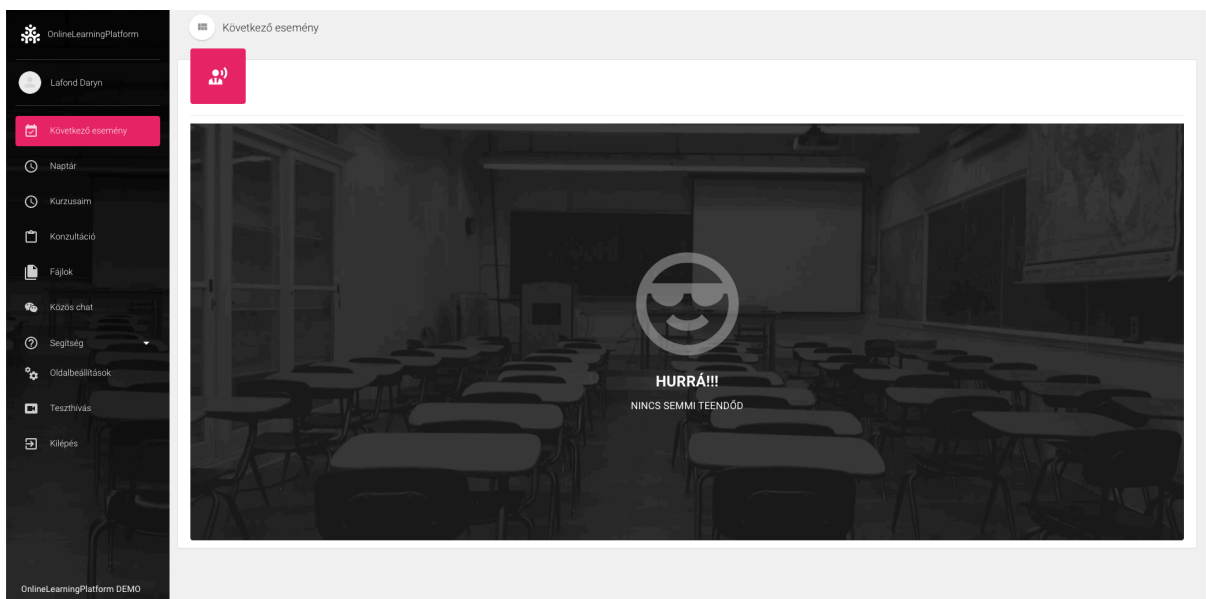 OnlineLearningPlatform
Lafond Daryn
Következő esemény
Naptár
Kurzusaim
Konzultáció
Fájlok
Közös chat
Segítség
Oldalbeállítások
Teszthívás
Kilépés
OnlineLearningPlatform DEMO
Következő esemény
HURRÁ!!!
NINCS SEMMI TEENDŐD